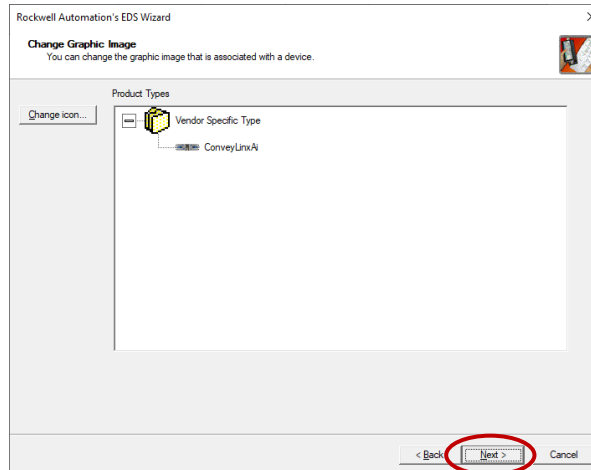 Rockwell Automation's EDS Wizard
Change Graphic Image
You can change the graphic image that is associated with a device.
Product Types
Change icon...
Vendor Specific Type
ConveyLinxAi
< Back
Next >
Cancel